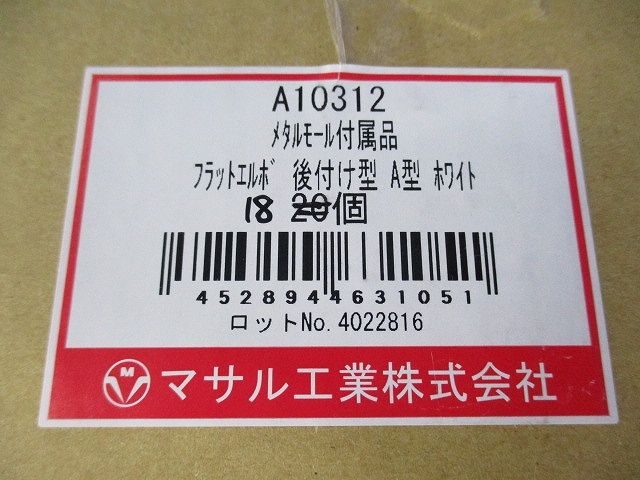 A10312
ﾒﾀﾙﾓｰﾙ付属品
ﾌﾗｯﾄｴﾙﾎﾞ 後付け型 A型 ﾎﾜｲﾄ
18 20個
4528944631051
ロットNo. 4022816
M マサル工業株式会社